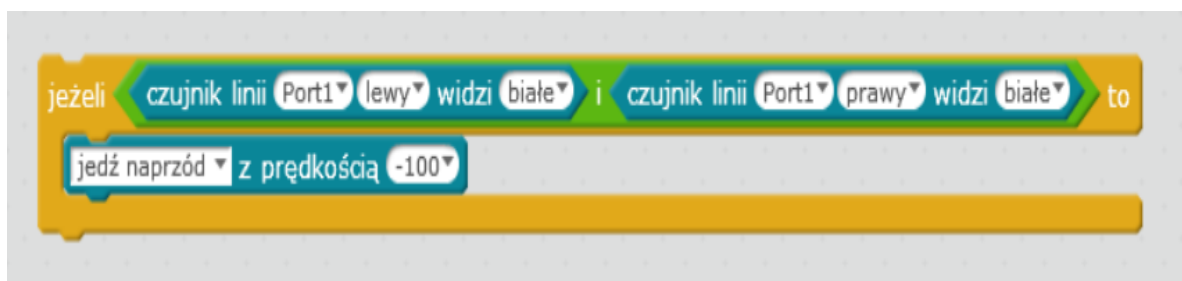 jeżeli czujnik linii Port1 lewy widzi białe i czujnik linii Port1 prawy widzi białe to
jedź naprzód z prędkością -100